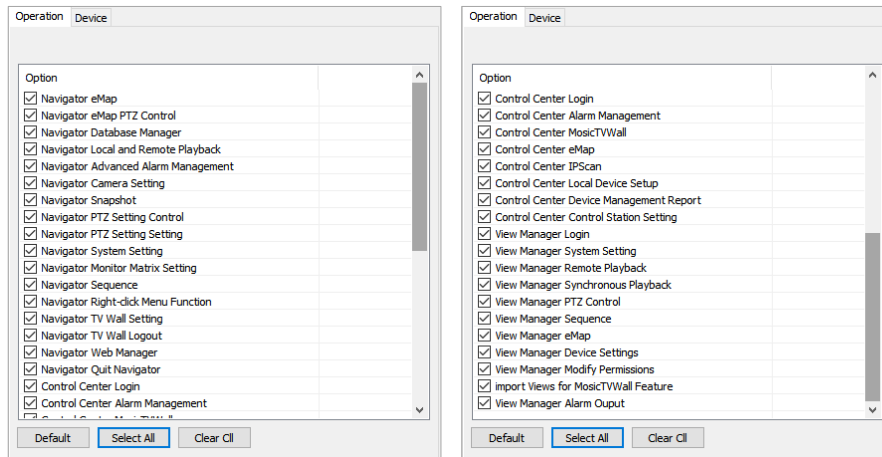 Operation Device
Option
Navigator eMap
Navigator eMap PTZ Control
Navigator Database Manager
Navigator Local and Remote Playback
Navigator Advanced Alarm Management
Navigator Camera Setting
Navigator Snapshot
Navigator PTZ Setting Control
Navigator PTZ Setting Setting
Navigator System Setting
Navigator Monitor Matrix Setting
Navigator Sequence
Navigator Right-click Menu Function
Navigator TV Wall Setting
Navigator TV Wall Logout
Navigator Web Manager
Navigator Quit Navigator
Control Center Login
Control Center Alarm Management
Control Center MosicTVWall
Default Select All Clear Cll
Operation Device
Option
Control Center Login
Control Center Alarm Management
Control Center MosicTVWall
Control Center eMap
Control Center IPScan
Control Center Local Device Setup
Control Center Device Management Report
Control Center Control Station Setting
View Manager Login
View Manager System Setting
View Manager Remote Playback
View Manager Synchronous Playback
View Manager PTZ Control
View Manager Sequence
View Manager eMap
View Manager Device Settings
View Manager Modify Permissions
import Views for MosicTVWall Feature
View Manager Alarm Ouput
Default Select All Clear Cll